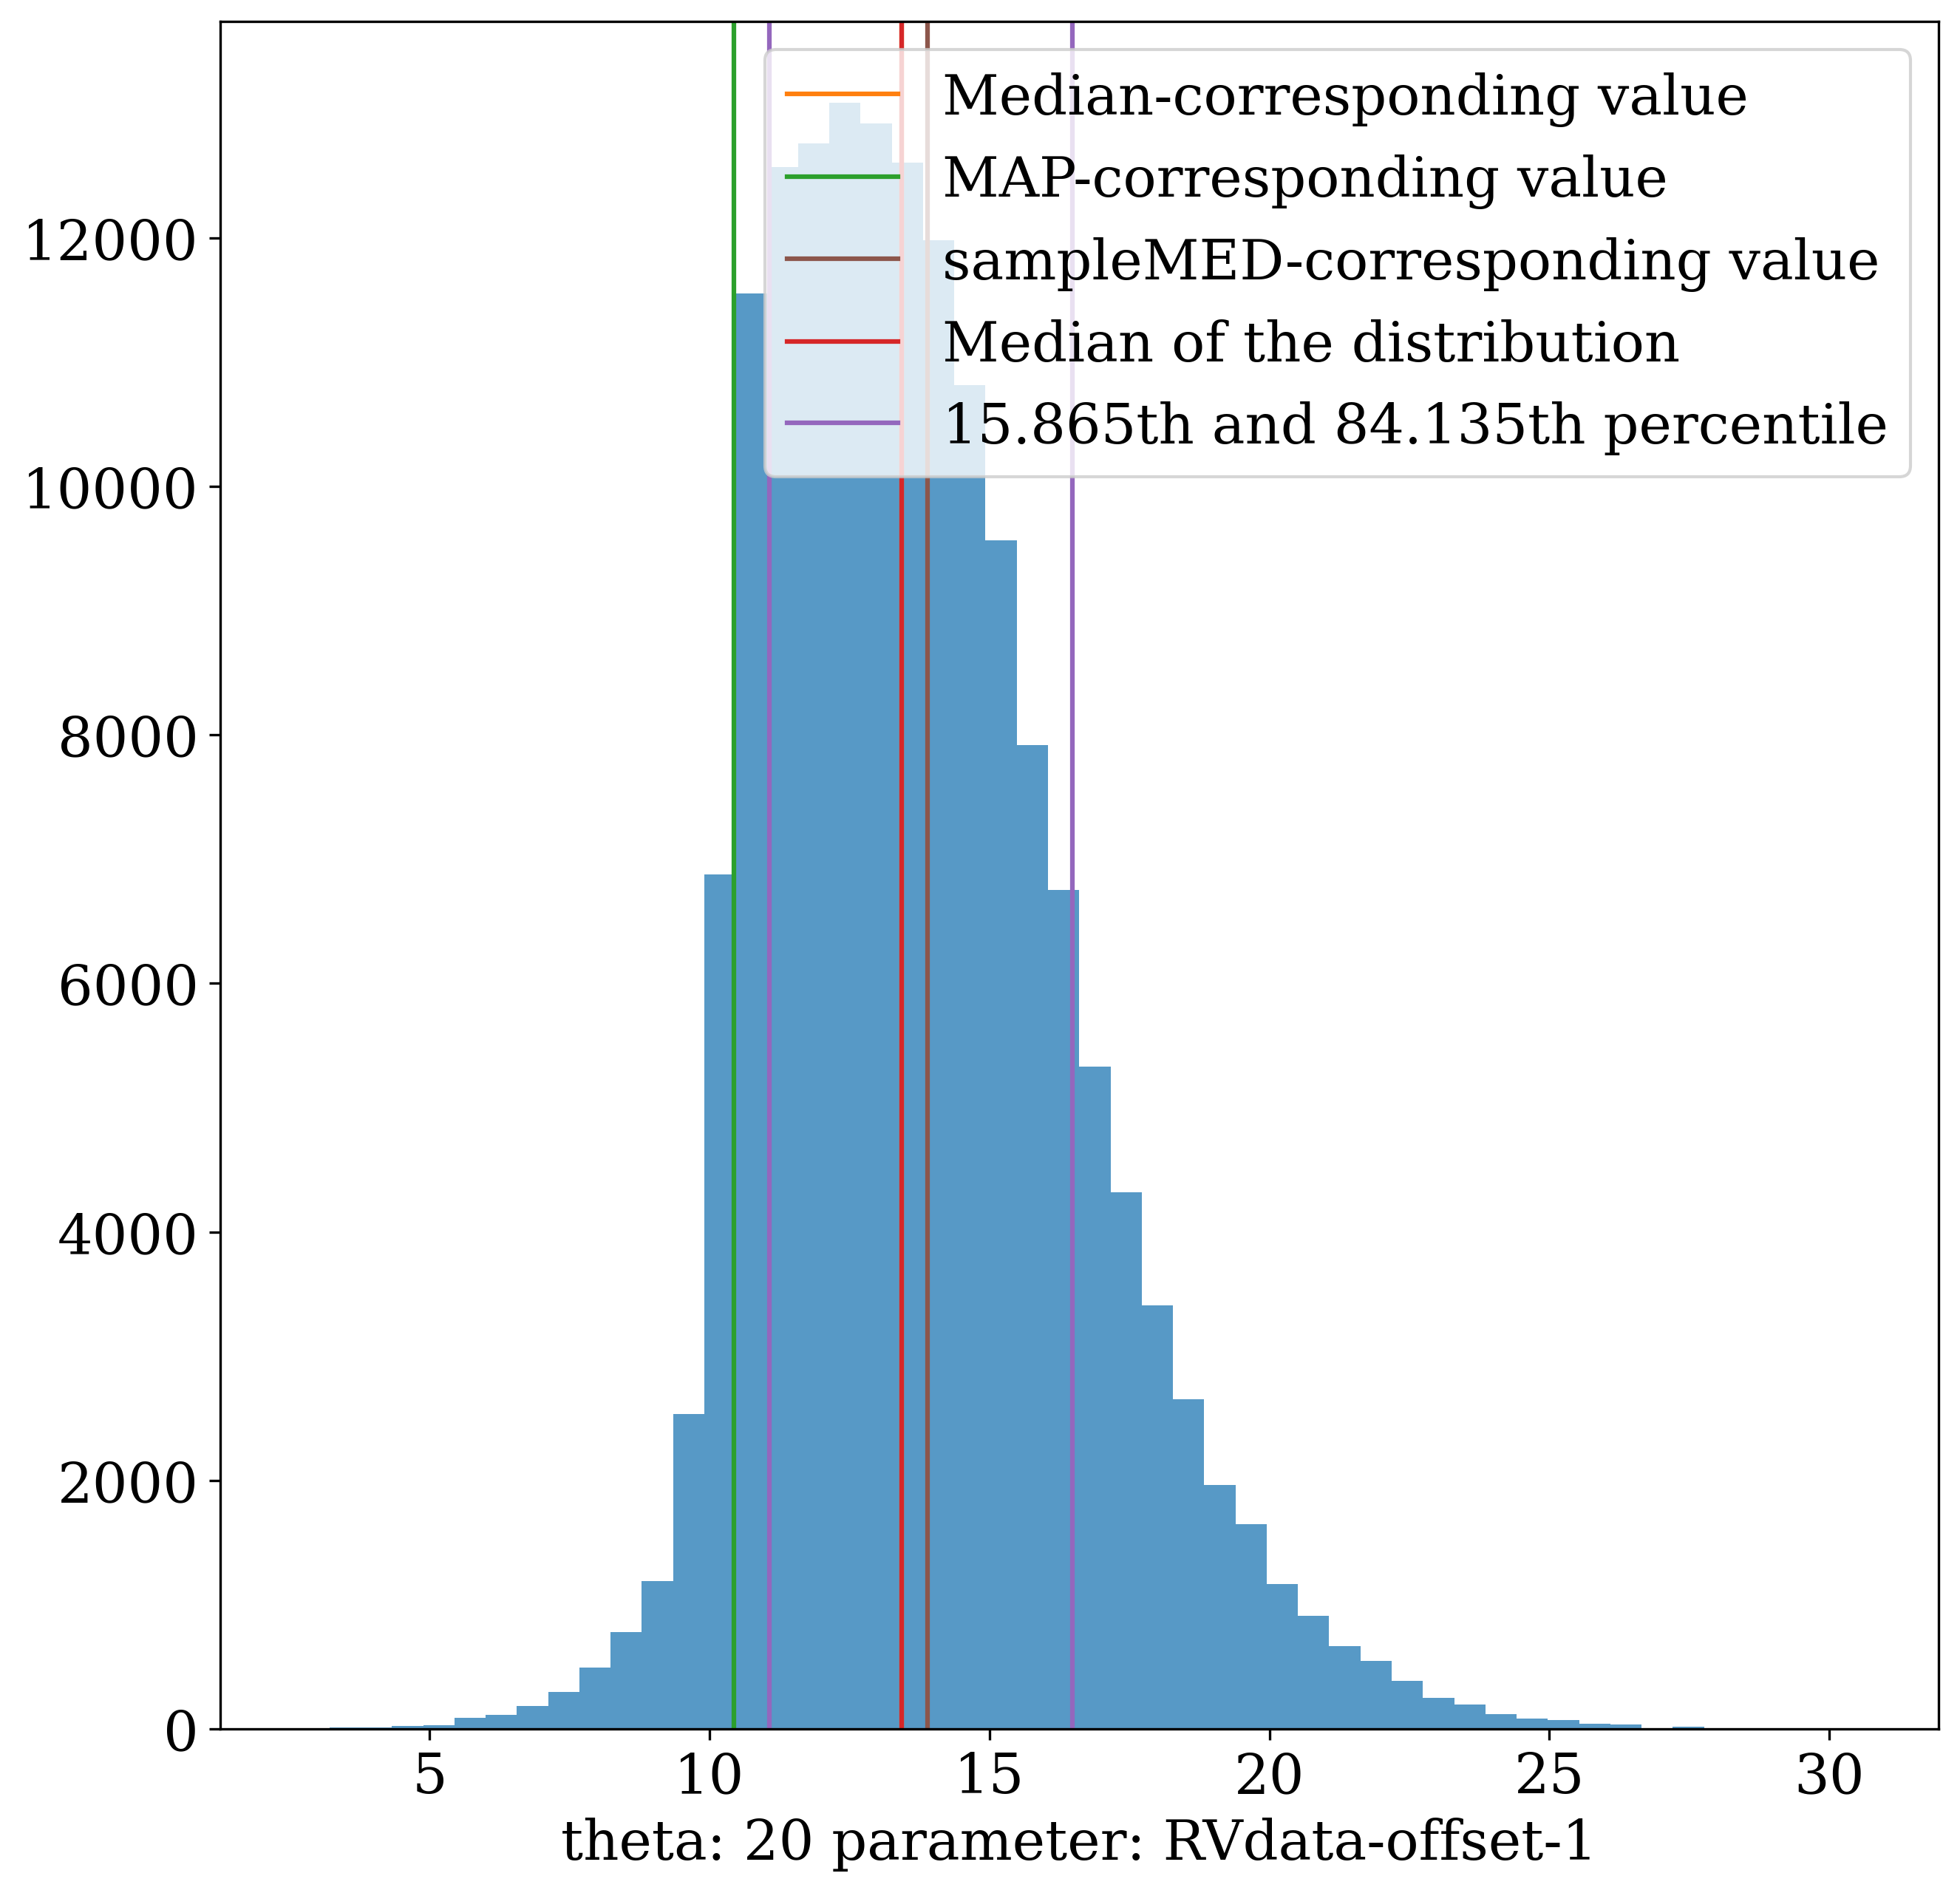 Median-corresponding value
MAP-corresponding value
sampleMED-corresponding value
Median of the distribution
15.865th and 84.135th percentile
12000
10000
8000
6000
4000
2000
0
5 10 15 20 25 30
theta: 20 parameter: RVdata-offset-1